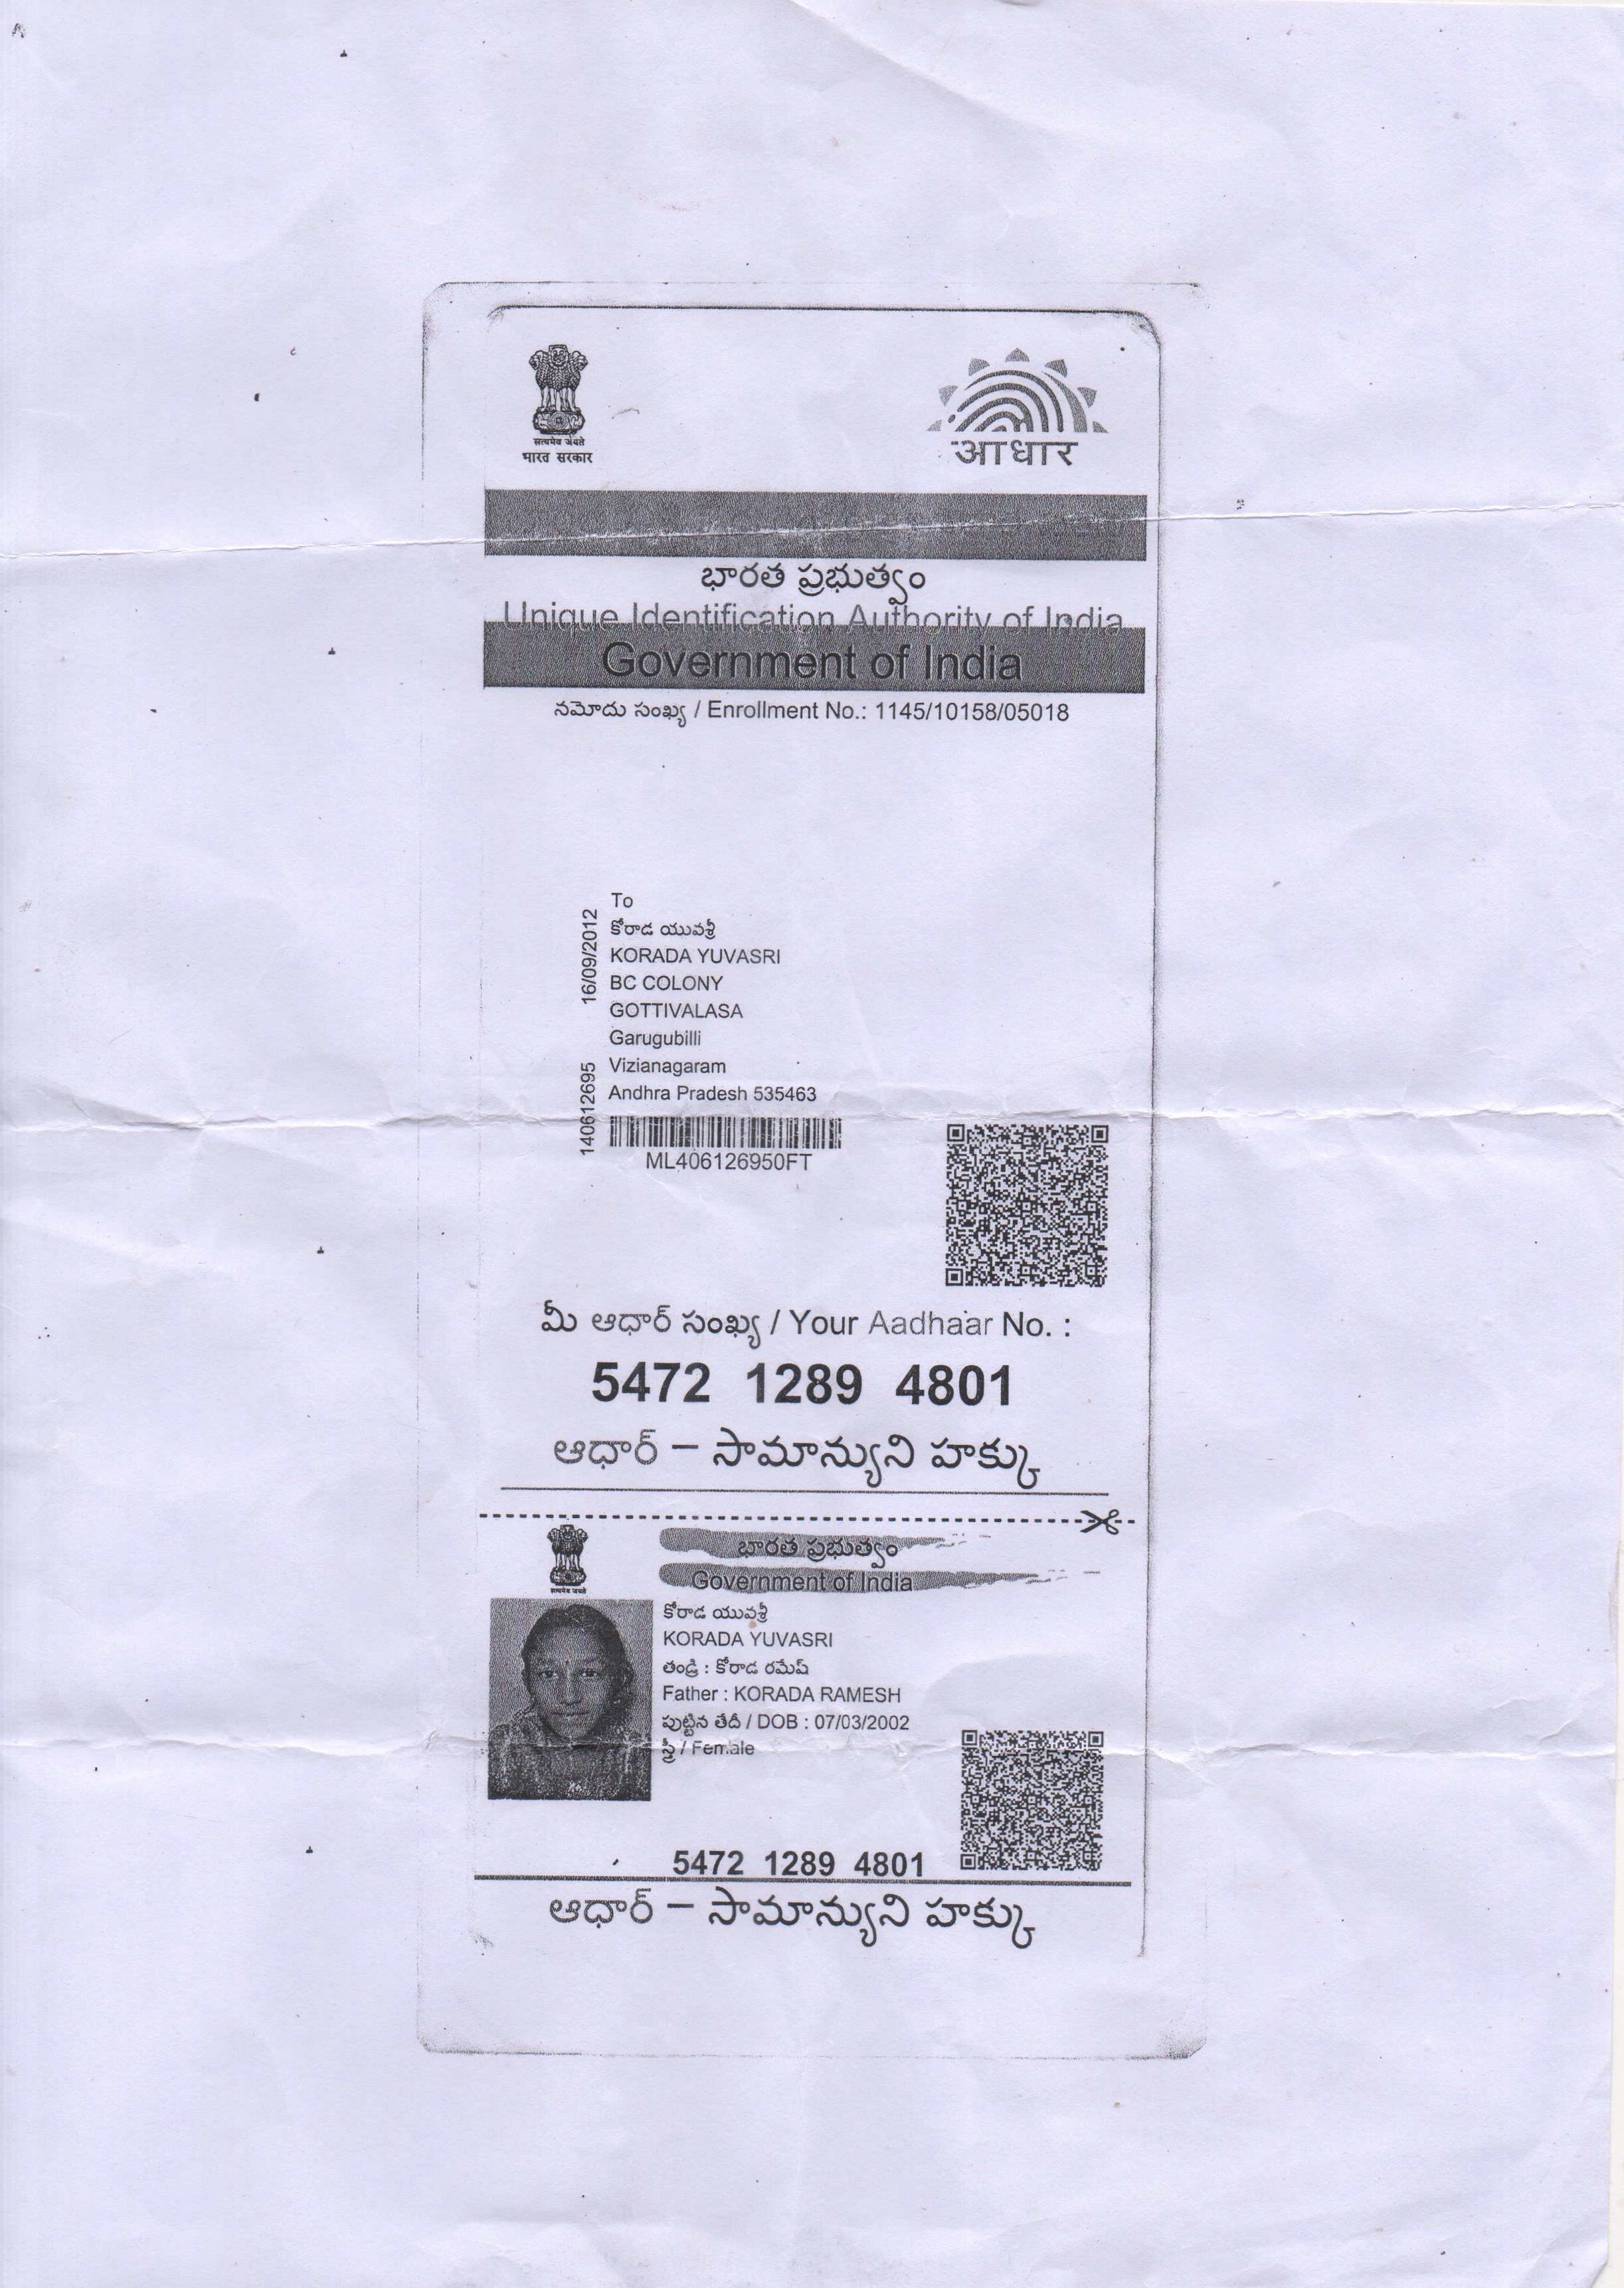 सत्यमेव जयते
भारत सरकार
आधार
భారత ప్రభుత్వం
Unique Identification Authority of India
Government of India
నమోదు సంఖ్య / Enrollment No.: 1145/10158/05018
To
కోరాడ యువశ్రీ
KORADA YUVASRI
BC COLONY
GOTTIVALASA
Garugubilli
Vizianagaram
Andhra Pradesh 535463
16/09/2012
140612695
ML406126950FT
మీ ఆధార్ సంఖ్య / Your Aadhaar No. :
5472 1289 4801
ఆధార్ – సామాన్యుని హక్కు
सत्यमेव जयते
భారత ప్రభుత్వం
Government of India
కోరాడ యువశ్రీ
KORADA YUVASRI
తండ్రి : కోరాడ రమేష్
Father : KORADA RAMESH
పుట్టిన తేదీ / DOB : 07/03/2002
స్త్రీ / Female
5472 1289 4801
ఆధార్ – సామాన్యుని హక్కు